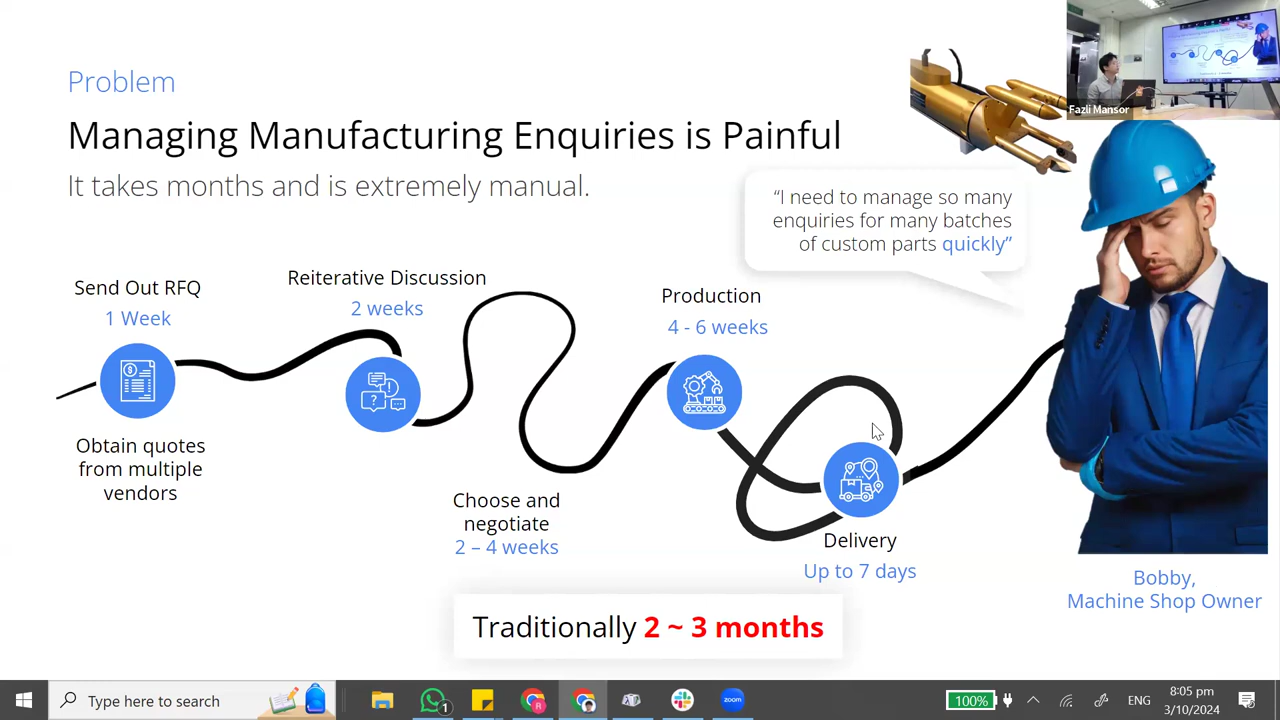 Problem
Managing Manufacturing Enquiries is Painful
It takes months and is extremely manual.
Fazli Mansor
“I need to manage so many
enquiries for many batches
of custom parts quickly”
Send Out RFQ
1 Week
Obtain quotes
from multiple
vendors
Reiterative Discussion
2 weeks
Choose and
negotiate
2 – 4 weeks
Production
4 - 6 weeks
Delivery
Up to 7 days
Bobby,
Machine Shop Owner
Traditionally 2 ~ 3 months
Type here to search
1
R
zoom
100%
ENG
8:05 pm
3/10/2024